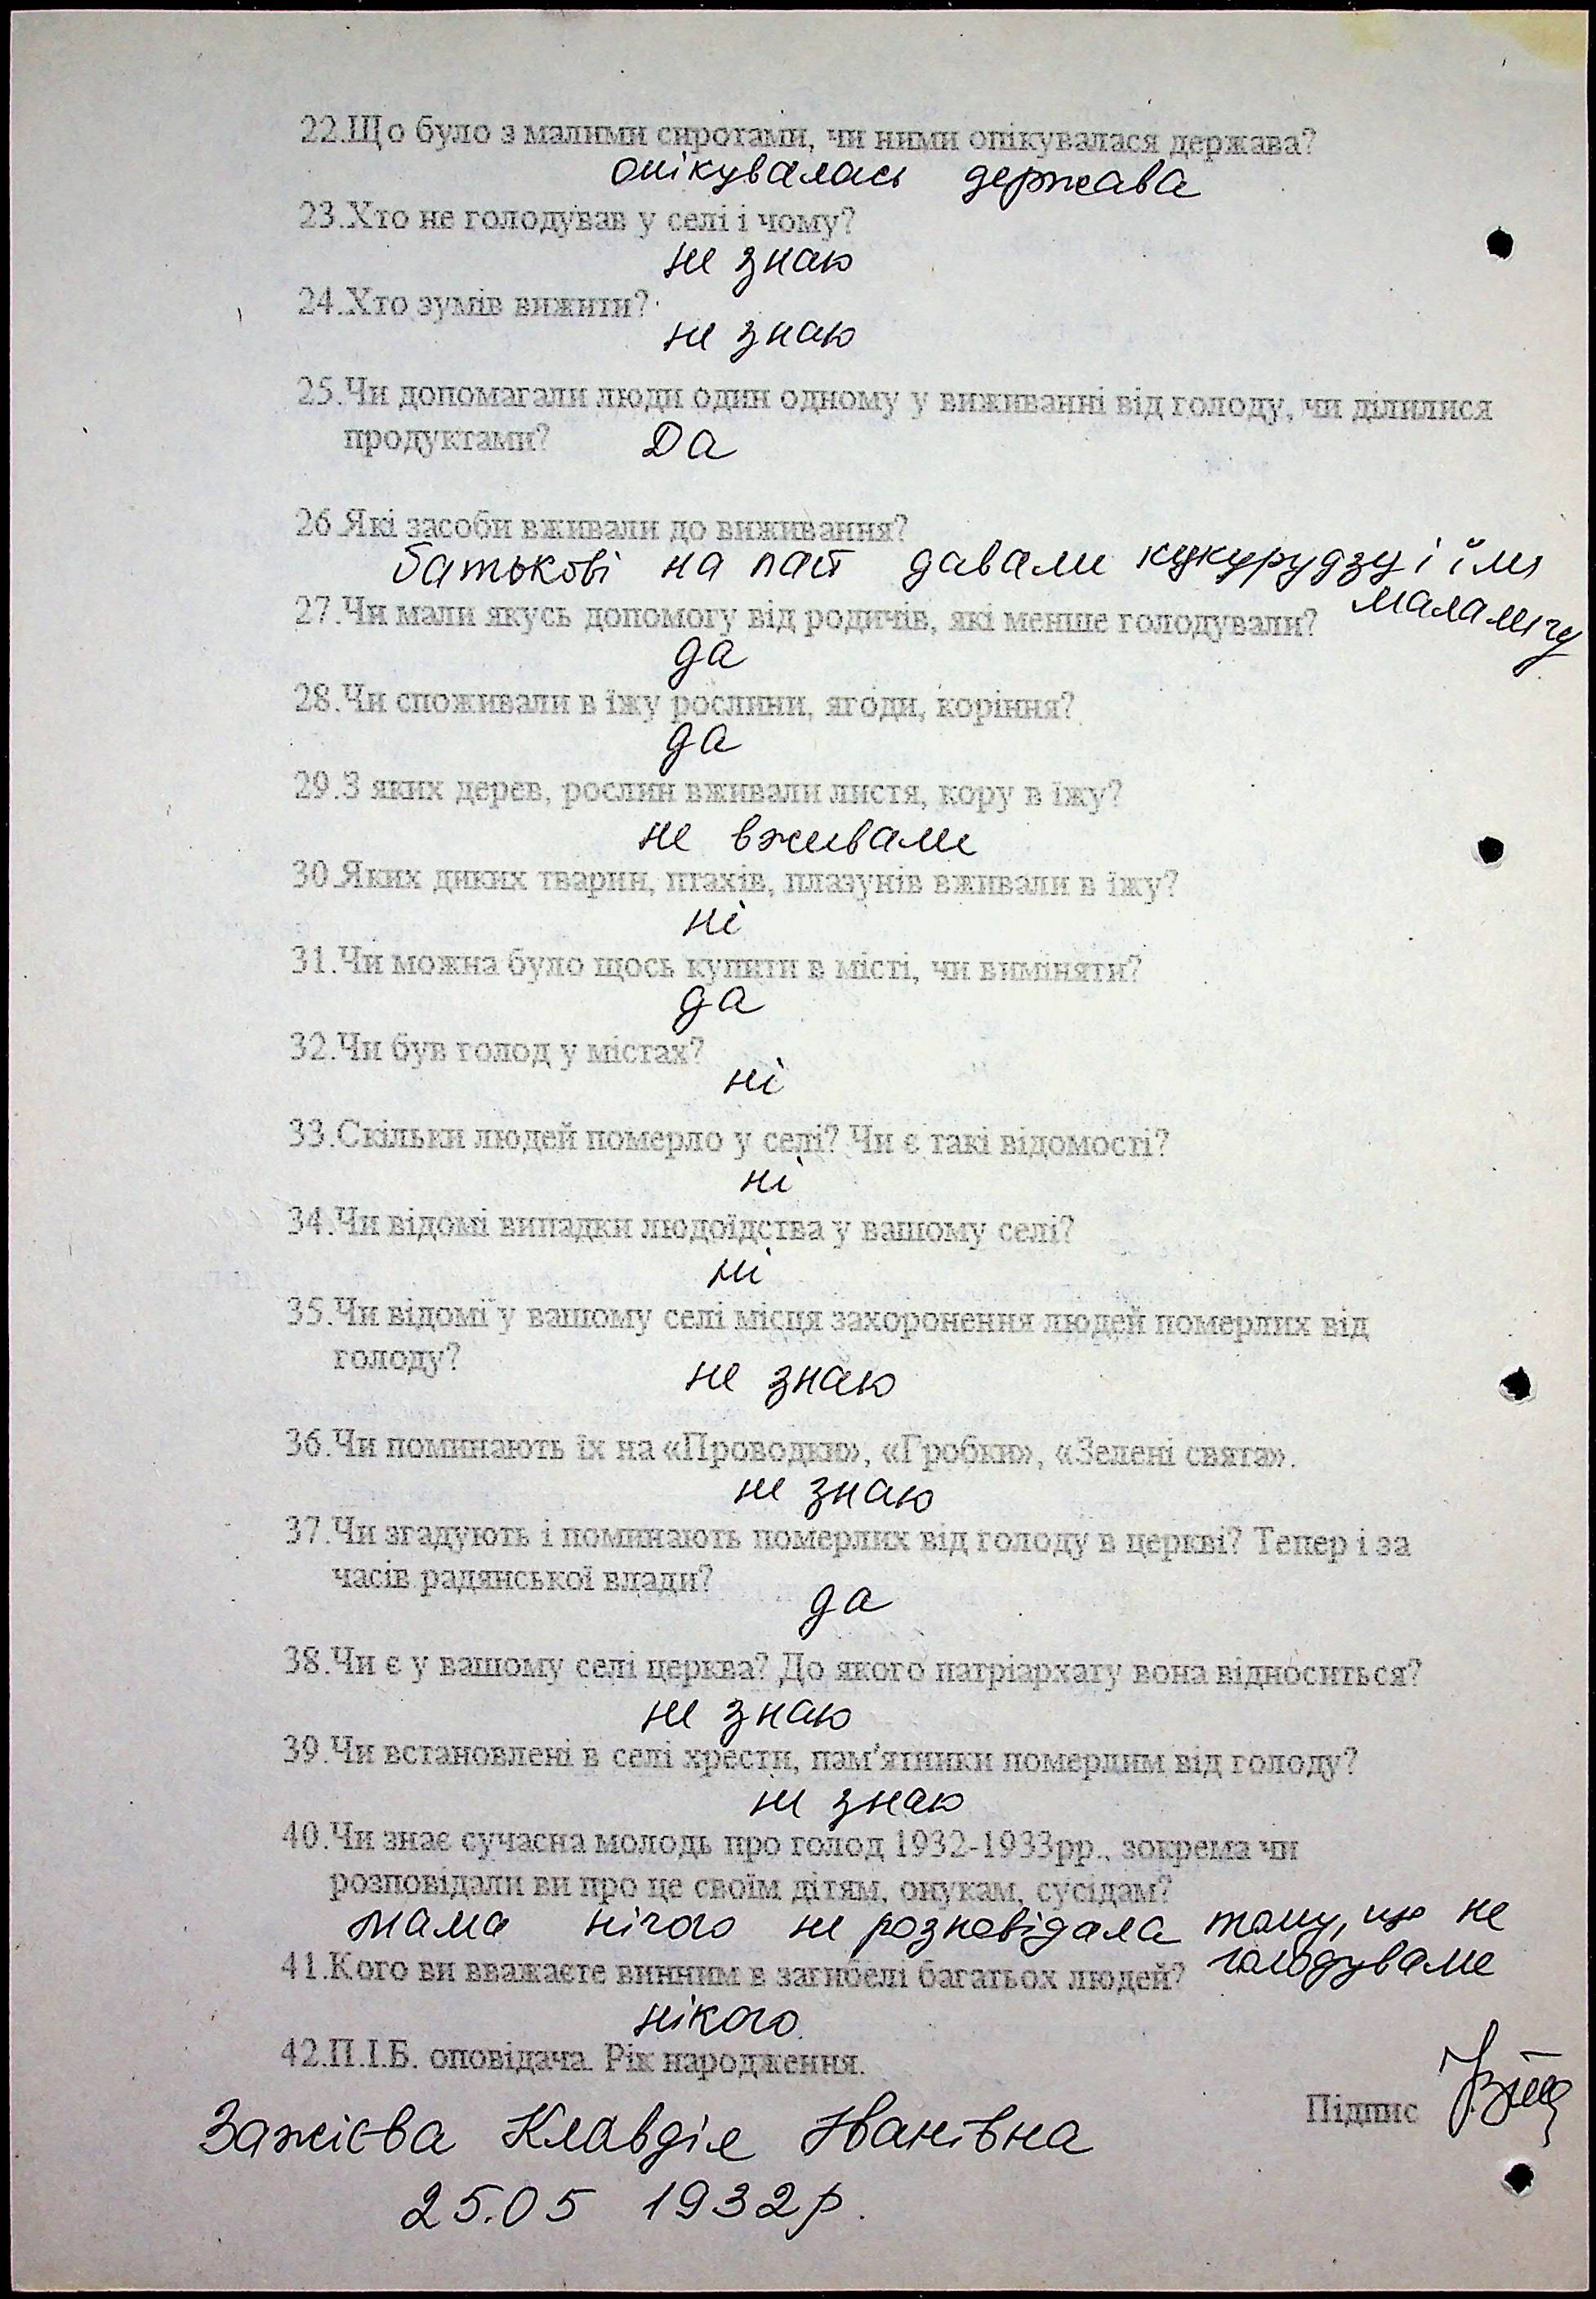 22.Що було з малими сиротами, чи ними опікувалася держава?
опікувалась держава
23.Хто не голодував у селі і чому?
не знаю
24.Хто зумів вижити?
не знаю
25.Чи допомагали люди один одному у виживанні від голоду, чи ділилися
продуктами? Да
26.Які засоби вживали до виживання?
батькові на пай давали кукурудзу і їли
мамалигу
27.Чи мали якусь допомогу від родичів, які менше голодували?
да
28.Чи споживали в їжу рослини, ягоди, коріння?
да
29.З яких дерев, рослин вживали листя, кору в їжу?
не вживали
30.Яких диких тварин, птахів, плазунів вживали в їжу?
ні
31.Чи можна було щось купити в місті, чи виміняти?
да
32.Чи був голод у містах?
ні
33.Скільки людей померло у селі? Чи є такі відомості?
ні
34.Чи відомі випадки людоїдства у вашому селі?
ні
35.Чи відомі у вашому селі місця захоронення людей померлих від
голоду?
не знаю
36.Чи поминають їх на «Проводки», «Гробки», «Зелені свята».
не знаю
37.Чи згадують і поминають померлих від голоду в церкві? Тепер і за
часів радянської влади?
да
38.Чи є у вашому селі церква? До якого патріархату вона відноситься?
не знаю
39.Чи встановлені в селі хрести, пам'ятники померлим від голоду?
не знаю
40.Чи знає сучасна молодь про голод 1932-1933рр., зокрема чи
розповідали ви про це своїм дітям, онукам, сусідам?
мама нічого не розповідала тому, що не
голодували
41.Кого ви вважаєте винним в загибелі багатьох людей?
нікого
42.П.І.Б. оповідача. Рік народження.
Підпис
Зажієва Клавдія Іванівна
25.05 1932р.